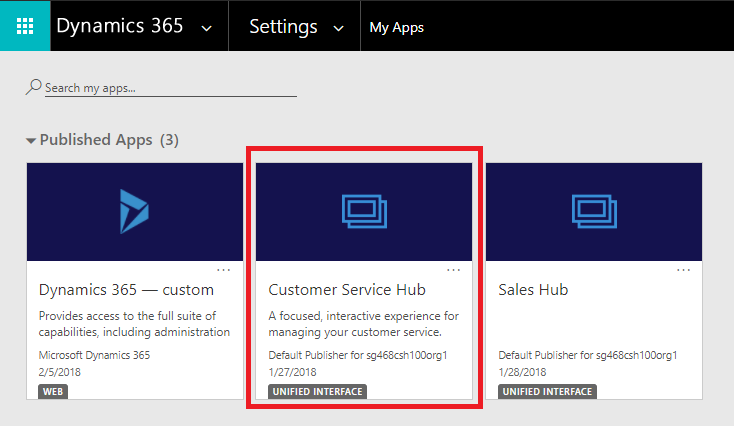 Dynamics 365 Settings My Apps
Search my apps...
Published Apps (3)
...
...
...
Dynamics 365 — custom
Provides access to the full suite of
capabilities, including administration
Microsoft Dynamics 365
2/5/2018
WEB
Customer Service Hub
A focused, interactive experience for
managing your customer service.
Default Publisher for sg468csh100org1
1/27/2018
UNIFIED INTERFACE
Sales Hub
Default Publisher for sg468csh100org1
1/28/2018
UNIFIED INTERFACE